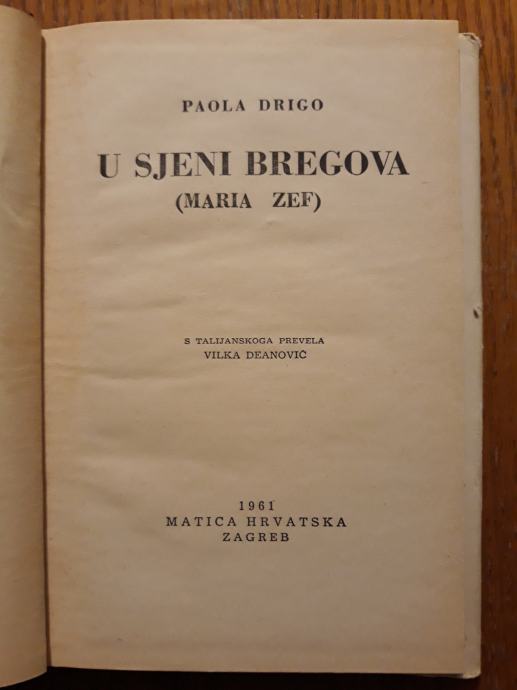 PAOLA DRIGO
U SJENI BREGOVA
(MARIA ZEF)
S TALIJANSKOGA PREVELA
VILKA DEANOVIĆ
1961
MATICA HRVATSKA
ZAGREB